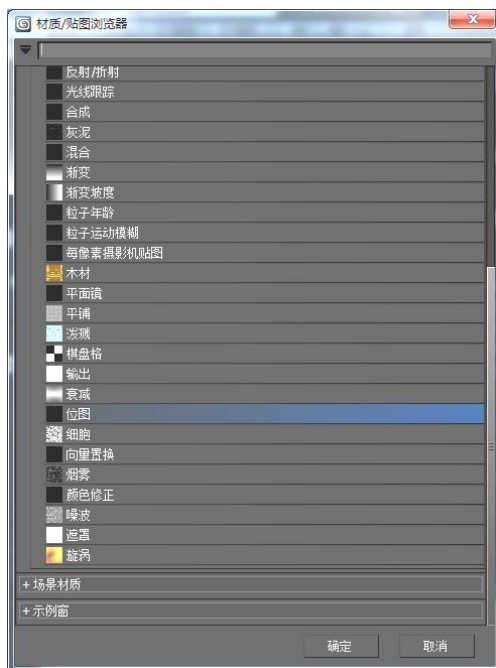 材质/贴图浏览器
反射/折射
光线跟踪
合成
灰泥
混合
渐变
渐变坡度
粒子年龄
粒子运动模糊
每像素摄影机贴图
木材
平面镜
平铺
泼溅
棋盘格
输出
衰减
位图
细胞
向量置换
烟雾
颜色修正
噪波
遮罩
旋涡
+ 场景材质
+ 示例窗
确定 取消